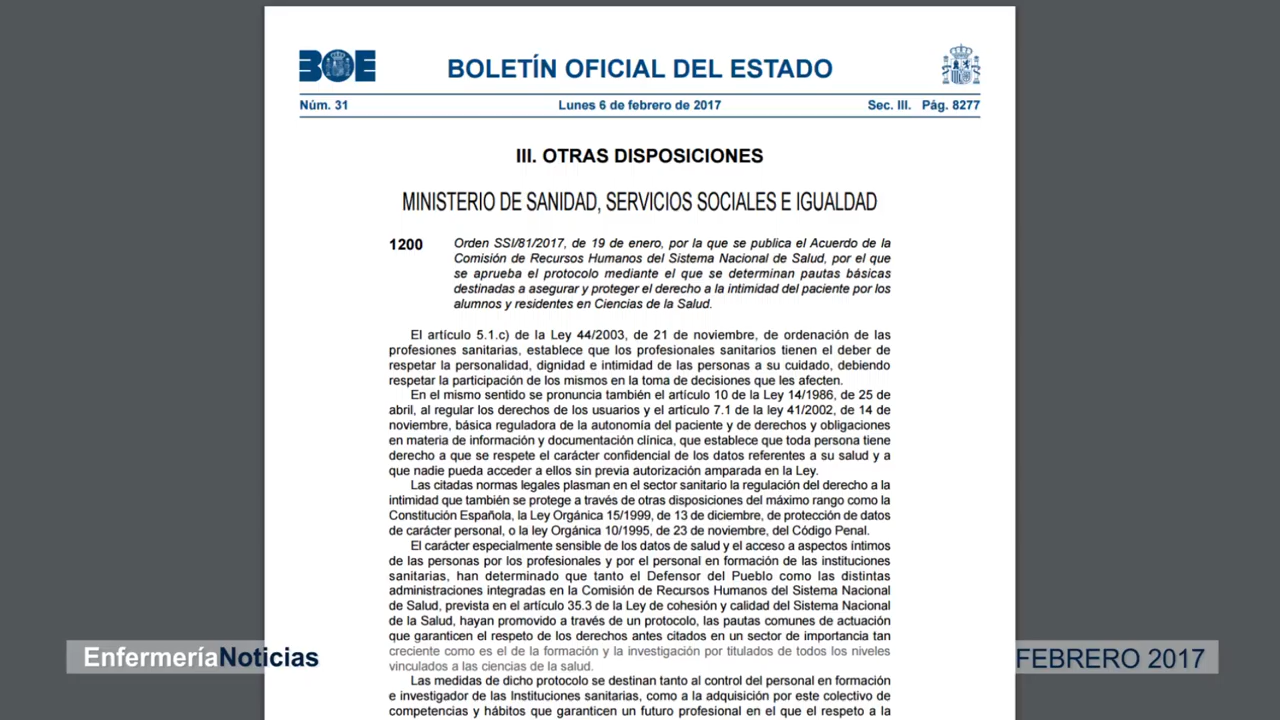 BOE
BOLETÍN OFICIAL DEL ESTADO
Núm. 31
Lunes 6 de febrero de 2017
Sec. III. Pág. 8277
III. OTRAS DISPOSICIONES
MINISTERIO DE SANIDAD, SERVICIOS SOCIALES E IGUALDAD
1200
Orden SSI/81/2017, de 19 de enero, por la que se publica el Acuerdo de la
Comisión de Recursos Humanos del Sistema Nacional de Salud, por el que
se aprueba el protocolo mediante el que se determinan pautas básicas
destinadas a asegurar y proteger el derecho a la intimidad del paciente por los
alumnos y residentes en Ciencias de la Salud.
El artículo 5.1.c) de la Ley 44/2003, de 21 de noviembre, de ordenación de las
profesiones sanitarias, establece que los profesionales sanitarios tienen el deber de
respetar la personalidad, dignidad e intimidad de las personas a su cuidado, debiendo
respetar la participación de los mismos en la toma de decisiones que les afecten.
En el mismo sentido se pronuncia también el artículo 10 de la Ley 14/1986, de 25 de
abril, al regular los derechos de los usuarios y el artículo 7.1 de la ley 41/2002, de 14 de
noviembre, básica reguladora de la autonomía del paciente y de derechos y obligaciones
en materia de información y documentación clínica, que establece que toda persona tiene
derecho a que se respete el carácter confidencial de los datos referentes a su salud y a
que nadie pueda acceder a ellos sin previa autorización amparada en la Ley.
Las citadas normas legales plasman en el sector sanitario la regulación del derecho a la
intimidad que también se protege a través de otras disposiciones del máximo rango como la
Constitución Española, la Ley Orgánica 15/1999, de 13 de diciembre, de protección de datos
de carácter personal, o la ley Orgánica 10/1995, de 23 de noviembre, del Código Penal.
El carácter especialmente sensible de los datos de salud y el acceso a aspectos íntimos
de las personas por los profesionales y por el personal en formación de las instituciones
sanitarias, han determinado que tanto el Defensor del Pueblo como las distintas
administraciones integradas en la Comisión de Recursos Humanos del Sistema Nacional
de Salud, prevista en el artículo 35.3 de la Ley de cohesión y calidad del Sistema Nacional
de la Salud, hayan promovido a través de un protocolo, las pautas comunes de actuación
que garanticen el respeto de los derechos antes citados en un sector de importancia tan
creciente como es el de la formación y la investigación por titulados de todos los niveles
vinculados a las ciencias de la salud.
Las medidas de dicho protocolo se destinan tanto al control del personal en formación
e investigador de las Instituciones sanitarias, como a la adquisición por este colectivo de
competencias y hábitos que garanticen un futuro profesional en el que el respeto a la
EnfermeríaNoticias
FEBRERO 2017